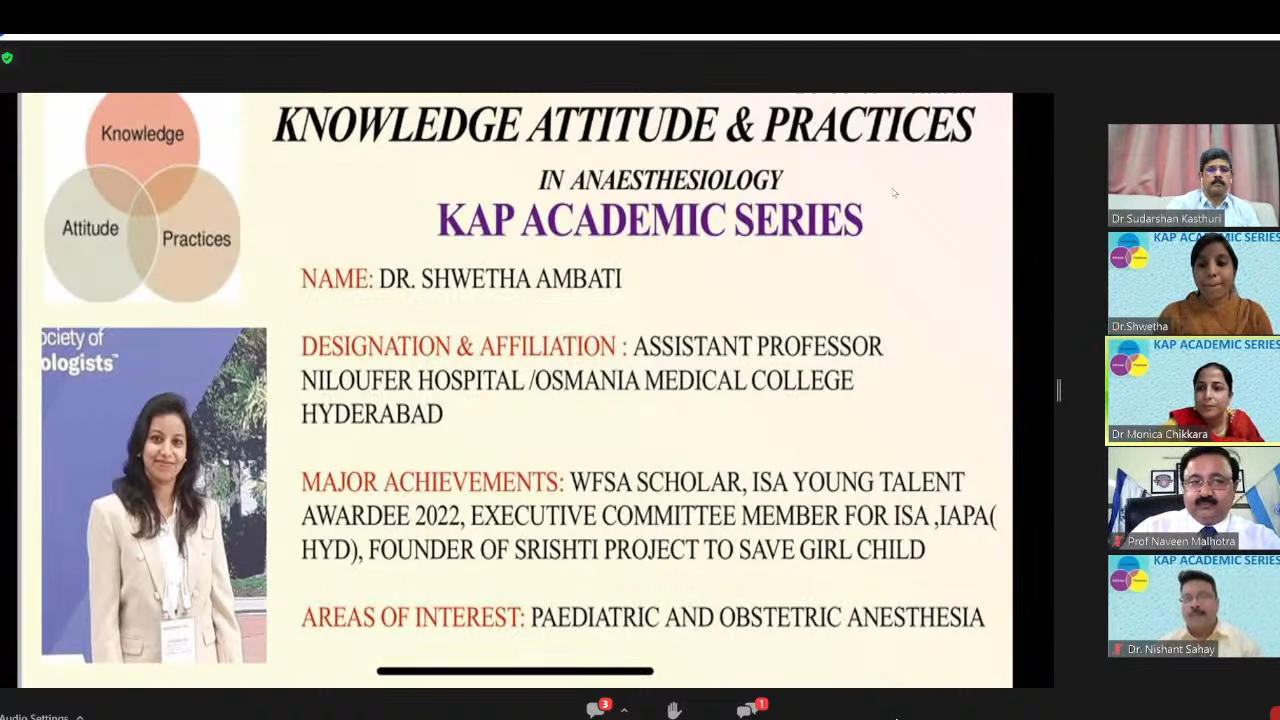 Knowledge
Attitude
Practices
KNOWLEDGE ATTITUDE & PRACTICES
IN ANAESTHESIOLOGY
KAP ACADEMIC SERIES
NAME: DR. SHWETHA AMBATI
DESIGNATION & AFFILIATION : ASSISTANT PROFESSOR
NILOUFER HOSPITAL /OSMANIA MEDICAL COLLEGE
HYDERABAD
MAJOR ACHIEVEMENTS: WFSA SCHOLAR, ISA YOUNG TALENT
AWARDEE 2022, EXECUTIVE COMMITTEE MEMBER FOR ISA ,IAPA(
HYD), FOUNDER OF SRISHTI PROJECT TO SAVE GIRL CHILD
AREAS OF INTEREST: PAEDIATRIC AND OBSTETRIC ANESTHESIA
ociety of
ologists™
Dr Sudarshan Kasthuri
KAP ACADEMIC SERIES
Dr.Shwetha
KAP ACADEMIC SERIES
Dr Monica Chikkara
Prof Naveen Malhotra
KAP ACADEMIC SERIES
Dr. Nishant Sahay
Audio Settings
3
1